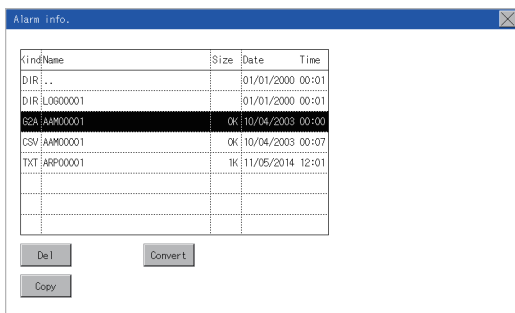 Alarm info.
Kind Name Size Date Time
DIR .. 01/01/2000 00:01
DIR LOG00001 01/01/2000 00:01
G2A AAM00001 0K 10/04/2003 00:00
CSV AAM00001 0K 10/04/2003 00:07
TXT ARP00001 1K 11/05/2014 12:01
Del Convert
Copy